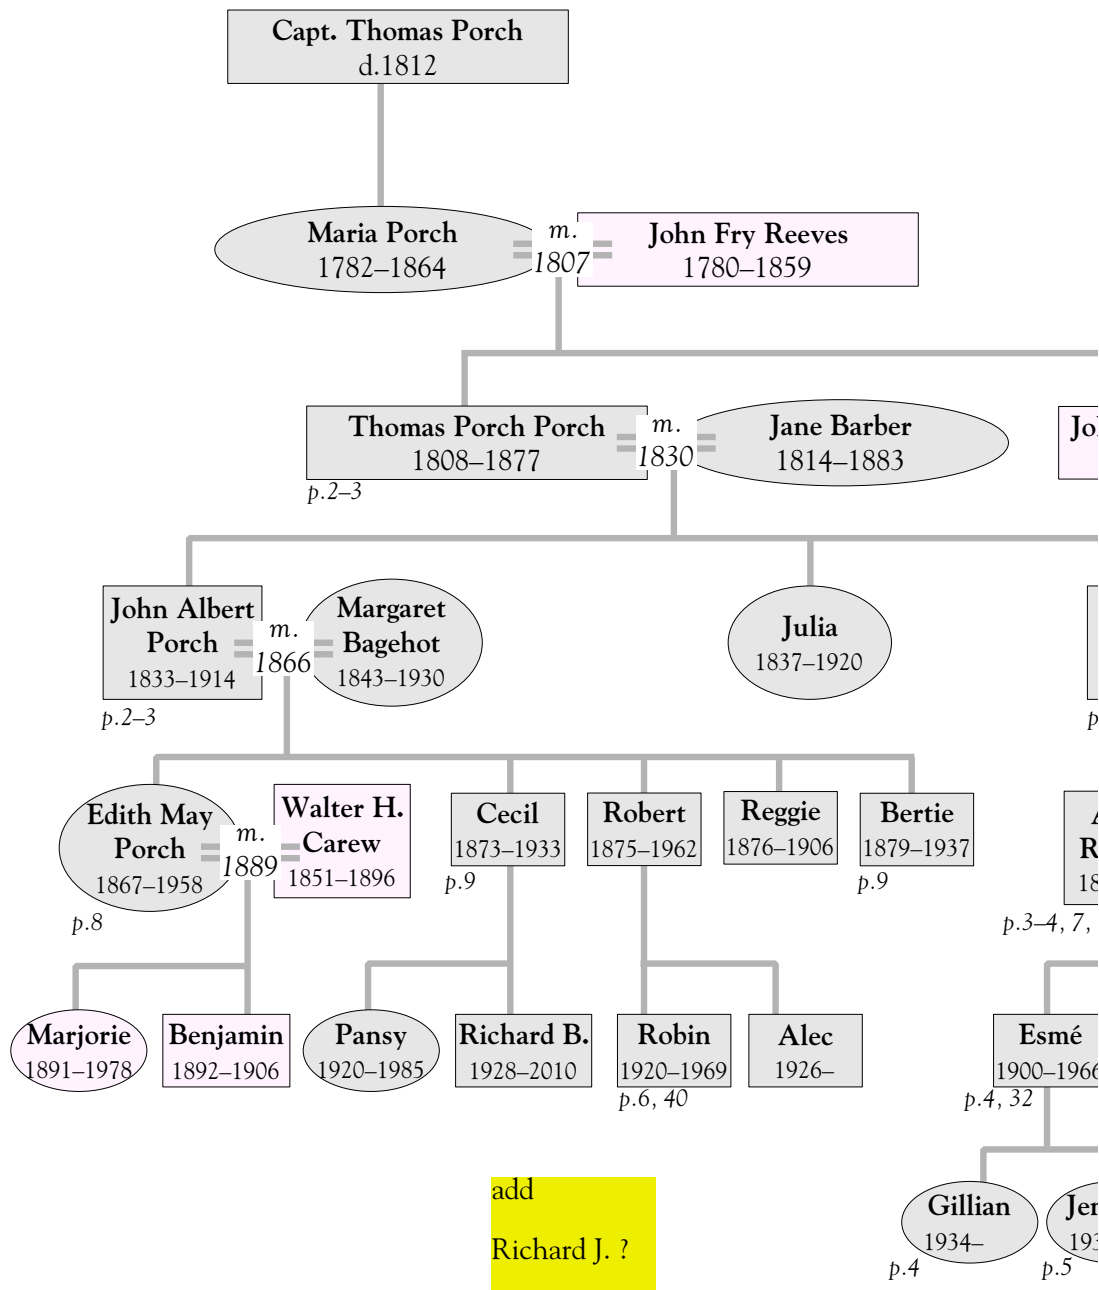 Capt. Thomas Porch
d.1812
Maria Porch
1782–1864
m.
1807
John Fry Reeves
1780–1859
Thomas Porch Porch
1808–1877
p.2–3
m.
1830
Jane Barber
1814–1883
John Albert
Porch
1833–1914
p.2–3
m.
1866
Margaret
Bagehot
1843–1930
Julia
1837–1920
Edith May
Porch
1867–1958
p.8
m.
1889
Walter H.
Carew
1851–1896
Cecil
1873–1933
p.9
Robert
1875–1962
Reggie
1876–1906
Bertie
1879–1937
p.9
p.3–4, 7,
Marjorie
1891–1978
Benjamin
1892–1906
Pansy
1920–1985
Richard B.
1928–2010
Robin
1920–1969
p.6, 40
Alec
1926–
Esmé
1900–1966
p.4, 32
add
Richard J. ?
Gillian
1934–
p.4
p.5